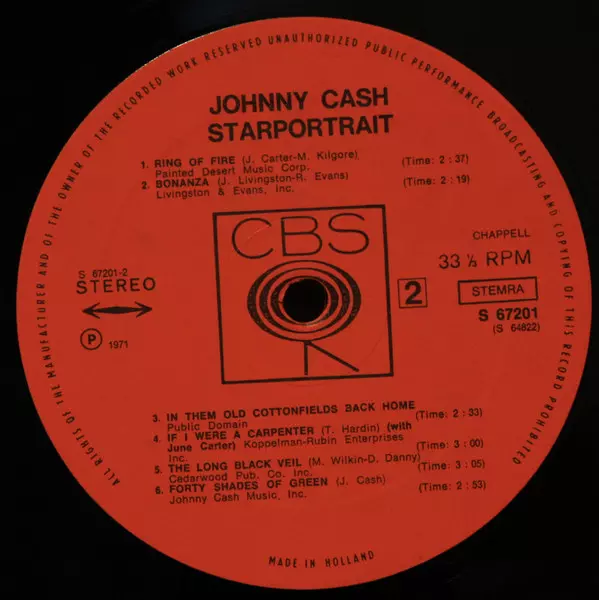 ALL RIGHTS OF THE MANUFACTURER AND OF THE OWNER OF THE RECORDED WORK RESERVED UNAUTHORIZED PUBLIC PERFORMANCE BROADCASTING AND COPYING OF THIS RECORD PROHIBITED
JOHNNY CASH
STARPORTRAIT
1. RING OF FIRE (J. Carter-M. Kilgore) (Time: 2 : 37)
Painted Desert Music Corp.
2. BONANZA (J. Livingston-R. Evans) (Time: 2 : 19)
Livingston & Evans, Inc.
CBS
CHAPPELL
33 ⅓ RPM
S 67201-2
STEREO
2
STEMRA
S 67201
(S 64822)
P 1971
3. IN THEM OLD COTTONFIELDS BACK HOME
Public Domain (Time: 2 : 33)
4. IF I WERE A CARPENTER (T. Hardin) (with
June Carter) Koppelman-Rubin Enterprises (Time: 3 : 00)
Inc.
5. THE LONG BLACK VEIL (M. Wilkin-D. Danny) (Time: 3 : 05)
Cedarwood Pub. Co. Inc.
6. FORTY SHADES OF GREEN (J. Cash) (Time: 2 : 53)
Johnny Cash Music, Inc.
MADE IN HOLLAND